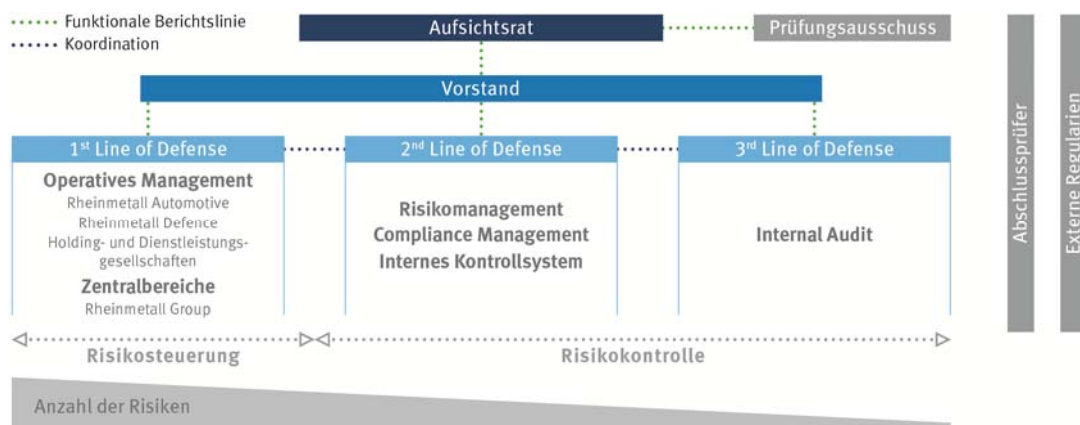 Funktionale Berichtslinie
Koordination
Aufsichtsrat
Prüfungsausschuss
Vorstand
1st Line of Defense
Operatives Management
Rheinmetall Automotive
Rheinmetall Defence
Holding- und Dienstleistungs-
gesellschaften
Zentralbereiche
Rheinmetall Group
2nd Line of Defense
Risikomanagement
Compliance Management
Internes Kontrollsystem
3rd Line of Defense
Internal Audit
Risikosteuerung
Risikokontrolle
Anzahl der Risiken
Abschlussprüfer
Externe Regularien